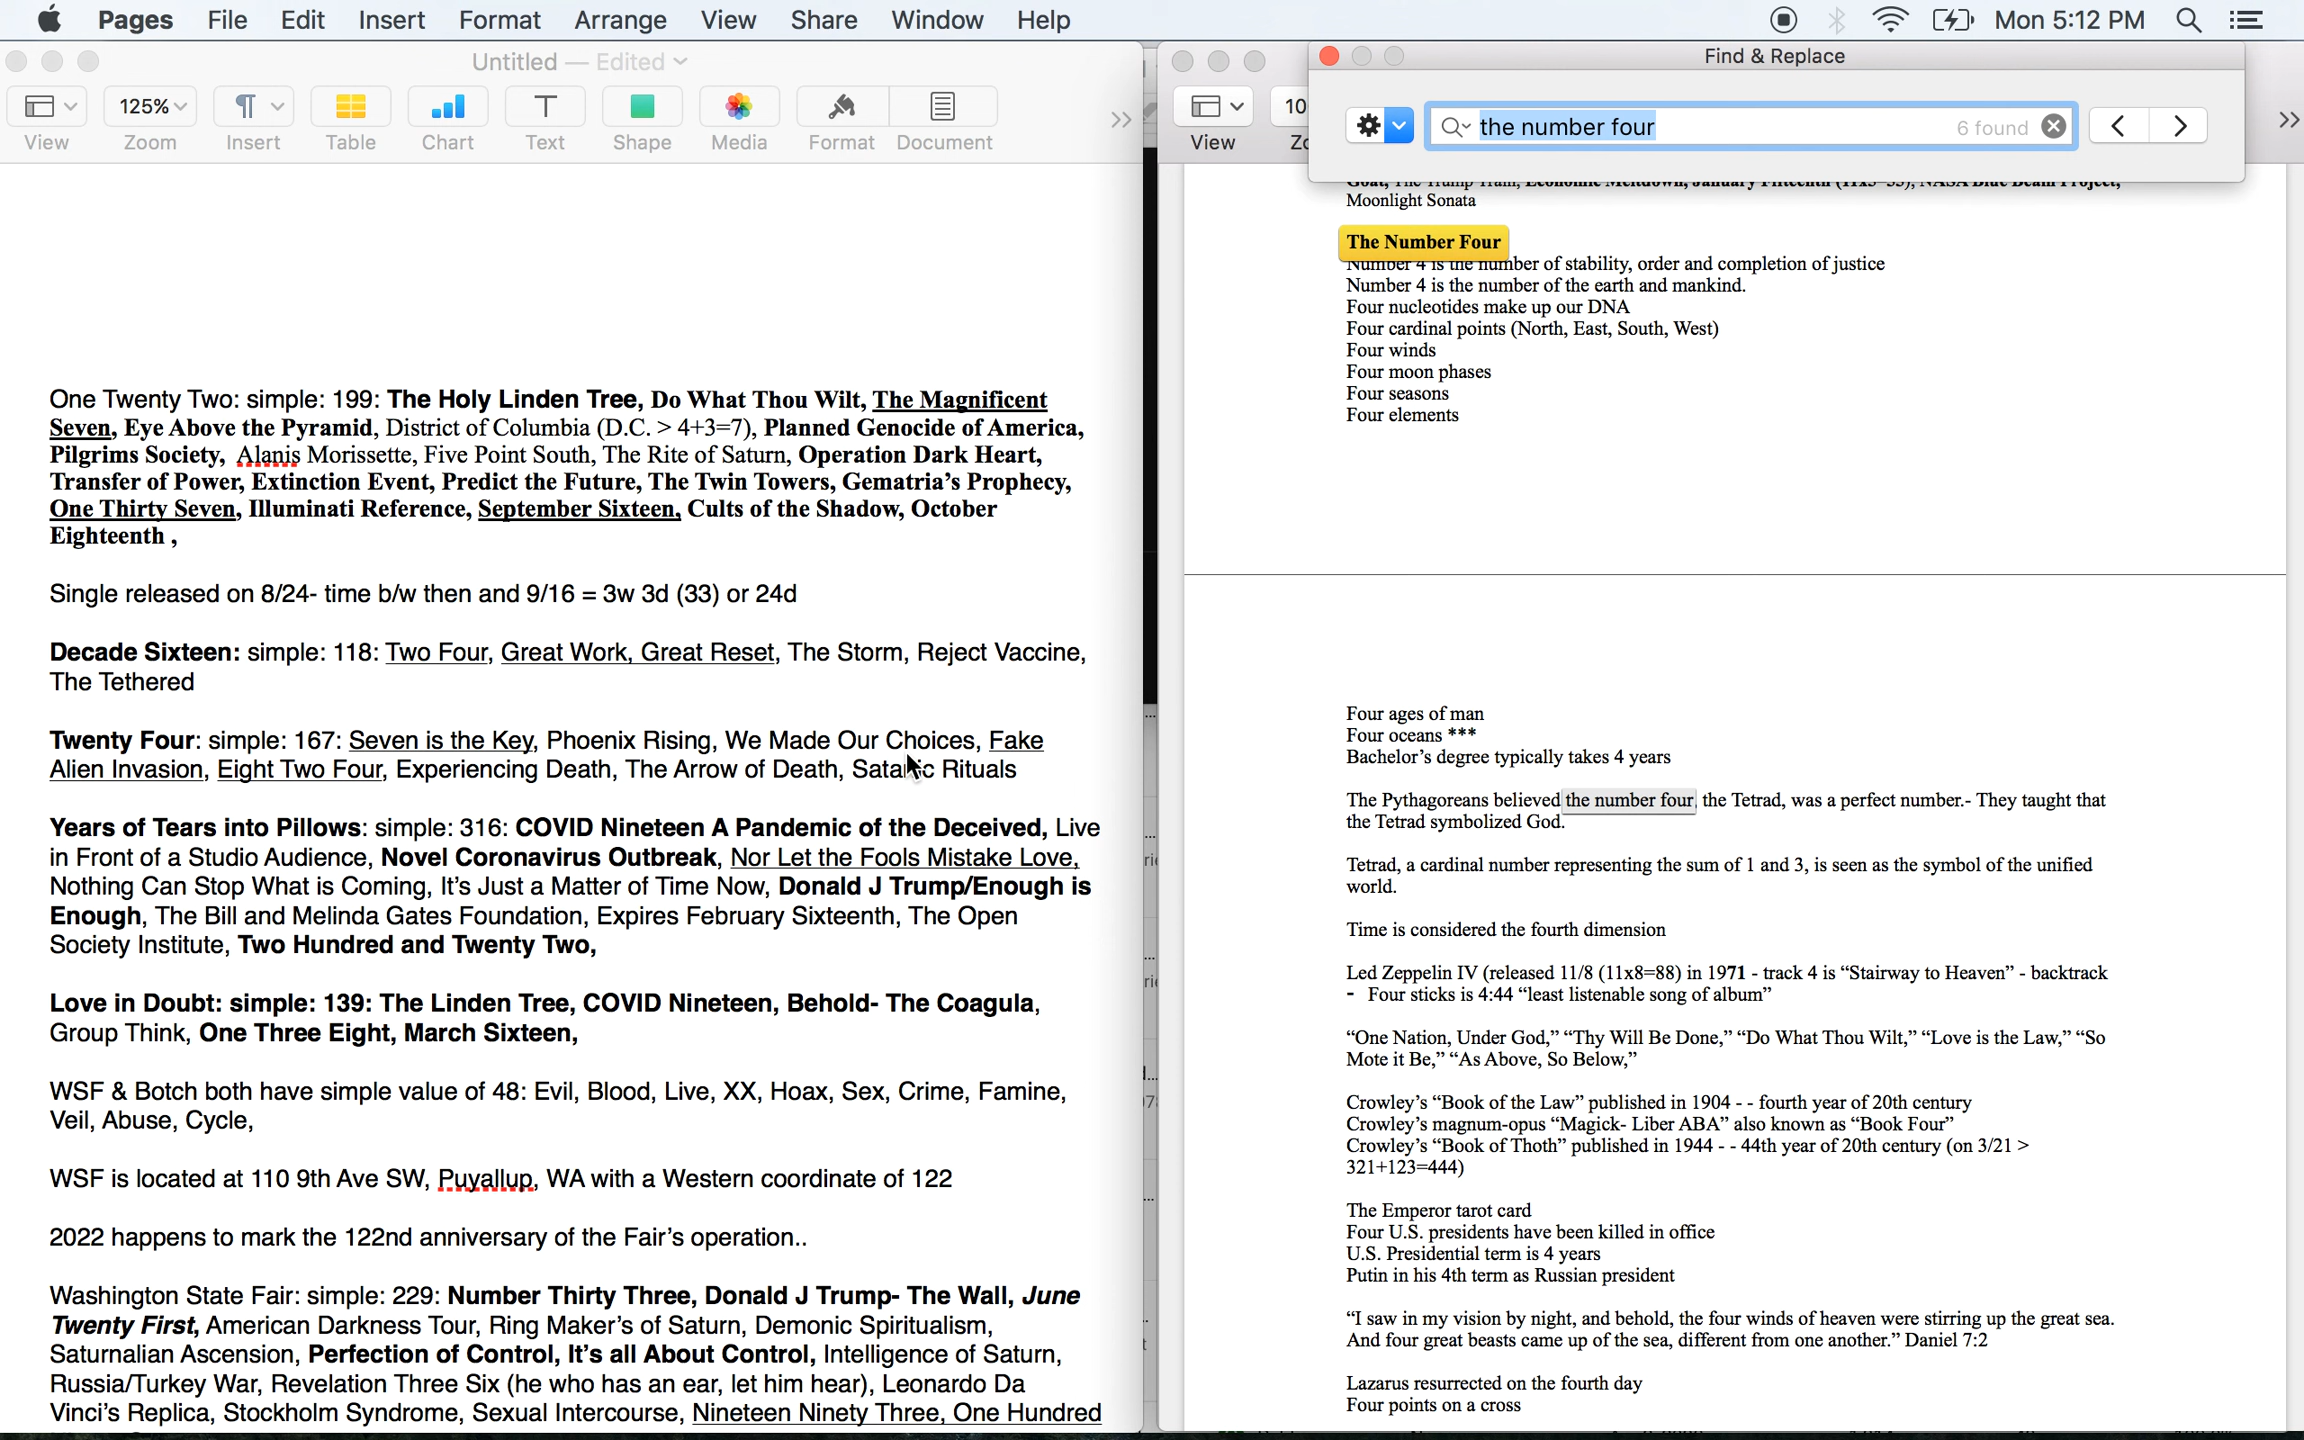 Pages File Edit Insert Format Arrange View Share Window Help Mon 5:12 PM
Untitled — Edited
125%
View Zoom Insert Table Chart Text Shape Media Format Document
One Twenty Two: simple: 199: The Holy Linden Tree, Do What Thou Wilt, The Magnificent
Seven, Eye Above the Pyramid, District of Columbia (D.C. > 4+3=7), Planned Genocide of America,
Pilgrims Society, Alanis Morissette, Five Point South, The Rite of Saturn, Operation Dark Heart,
Transfer of Power, Extinction Event, Predict the Future, The Twin Towers, Gematria's Prophecy,
One Thirty Seven, Illuminati Reference, September Sixteen, Cults of the Shadow, October
Eighteenth ,
Single released on 8/24- time b/w then and 9/16 = 3w 3d (33) or 24d
Decade Sixteen: simple: 118: Two Four, Great Work, Great Reset, The Storm, Reject Vaccine,
The Tethered
Twenty Four: simple: 167: Seven is the Key, Phoenix Rising, We Made Our Choices, Fake
Alien Invasion, Eight Two Four, Experiencing Death, The Arrow of Death, Satanic Rituals
Years of Tears into Pillows: simple: 316: COVID Nineteen A Pandemic of the Deceived, Live
in Front of a Studio Audience, Novel Coronavirus Outbreak, Nor Let the Fools Mistake Love,
Nothing Can Stop What is Coming, It's Just a Matter of Time Now, Donald J Trump/Enough is
Enough, The Bill and Melinda Gates Foundation, Expires February Sixteenth, The Open
Society Institute, Two Hundred and Twenty Two,
Love in Doubt: simple: 139: The Linden Tree, COVID Nineteen, Behold- The Coagula,
Group Think, One Three Eight, March Sixteen,
WSF & Botch both have simple value of 48: Evil, Blood, Live, XX, Hoax, Sex, Crime, Famine,
Veil, Abuse, Cycle,
WSF is located at 110 9th Ave SW, Puyallup, WA with a Western coordinate of 122
2022 happens to mark the 122nd anniversary of the Fair's operation..
Washington State Fair: simple: 229: Number Thirty Three, Donald J Trump- The Wall, June
Twenty First, American Darkness Tour, Ring Maker's of Saturn, Demonic Spiritualism,
Saturnalian Ascension, Perfection of Control, It's all About Control, Intelligence of Saturn,
Russia/Turkey War, Revelation Three Six (he who has an ear, let him hear), Leonardo Da
Vinci's Replica, Stockholm Syndrome, Sexual Intercourse, Nineteen Ninety Three, One Hundred
Find & Replace
the number four 6 found
View
Goat, The Trump Train, Economic Meltdown, January Fifteenth (11x3=33), NASA Blue Beam Project,
Moonlight Sonata
The Number Four
Number 4 is the number of stability, order and completion of justice
Number 4 is the number of the earth and mankind.
Four nucleotides make up our DNA
Four cardinal points (North, East, South, West)
Four winds
Four moon phases
Four seasons
Four elements
Four ages of man
Four oceans ***
Bachelor's degree typically takes 4 years
The Pythagoreans believed the number four, the Tetrad, was a perfect number.- They taught that
the Tetrad symbolized God.
Tetrad, a cardinal number representing the sum of 1 and 3, is seen as the symbol of the unified
world.
Time is considered the fourth dimension
Led Zeppelin IV (released 11/8 (11x8=88) in 1971 - track 4 is “Stairway to Heaven” - backtrack
- Four sticks is 4:44 “least listenable song of album”
“One Nation, Under God,” “Thy Will Be Done,” “Do What Thou Wilt,” “Love is the Law,” “So
Mote it Be,” “As Above, So Below,”
Crowley’s “Book of the Law” published in 1904 - - fourth year of 20th century
Crowley’s magnum-opus “Magick- Liber ABA” also known as “Book Four”
Crowley’s “Book of Thoth” published in 1944 - - 44th year of 20th century (on 3/21 >
321+123=444)
The Emperor tarot card
Four U.S. presidents have been killed in office
U.S. Presidential term is 4 years
Putin in his 4th term as Russian president
“I saw in my vision by night, and behold, the four winds of heaven were stirring up the great sea.
And four great beasts came up of the sea, different from one another.” Daniel 7:2
Lazarus resurrected on the fourth day
Four points on a cross